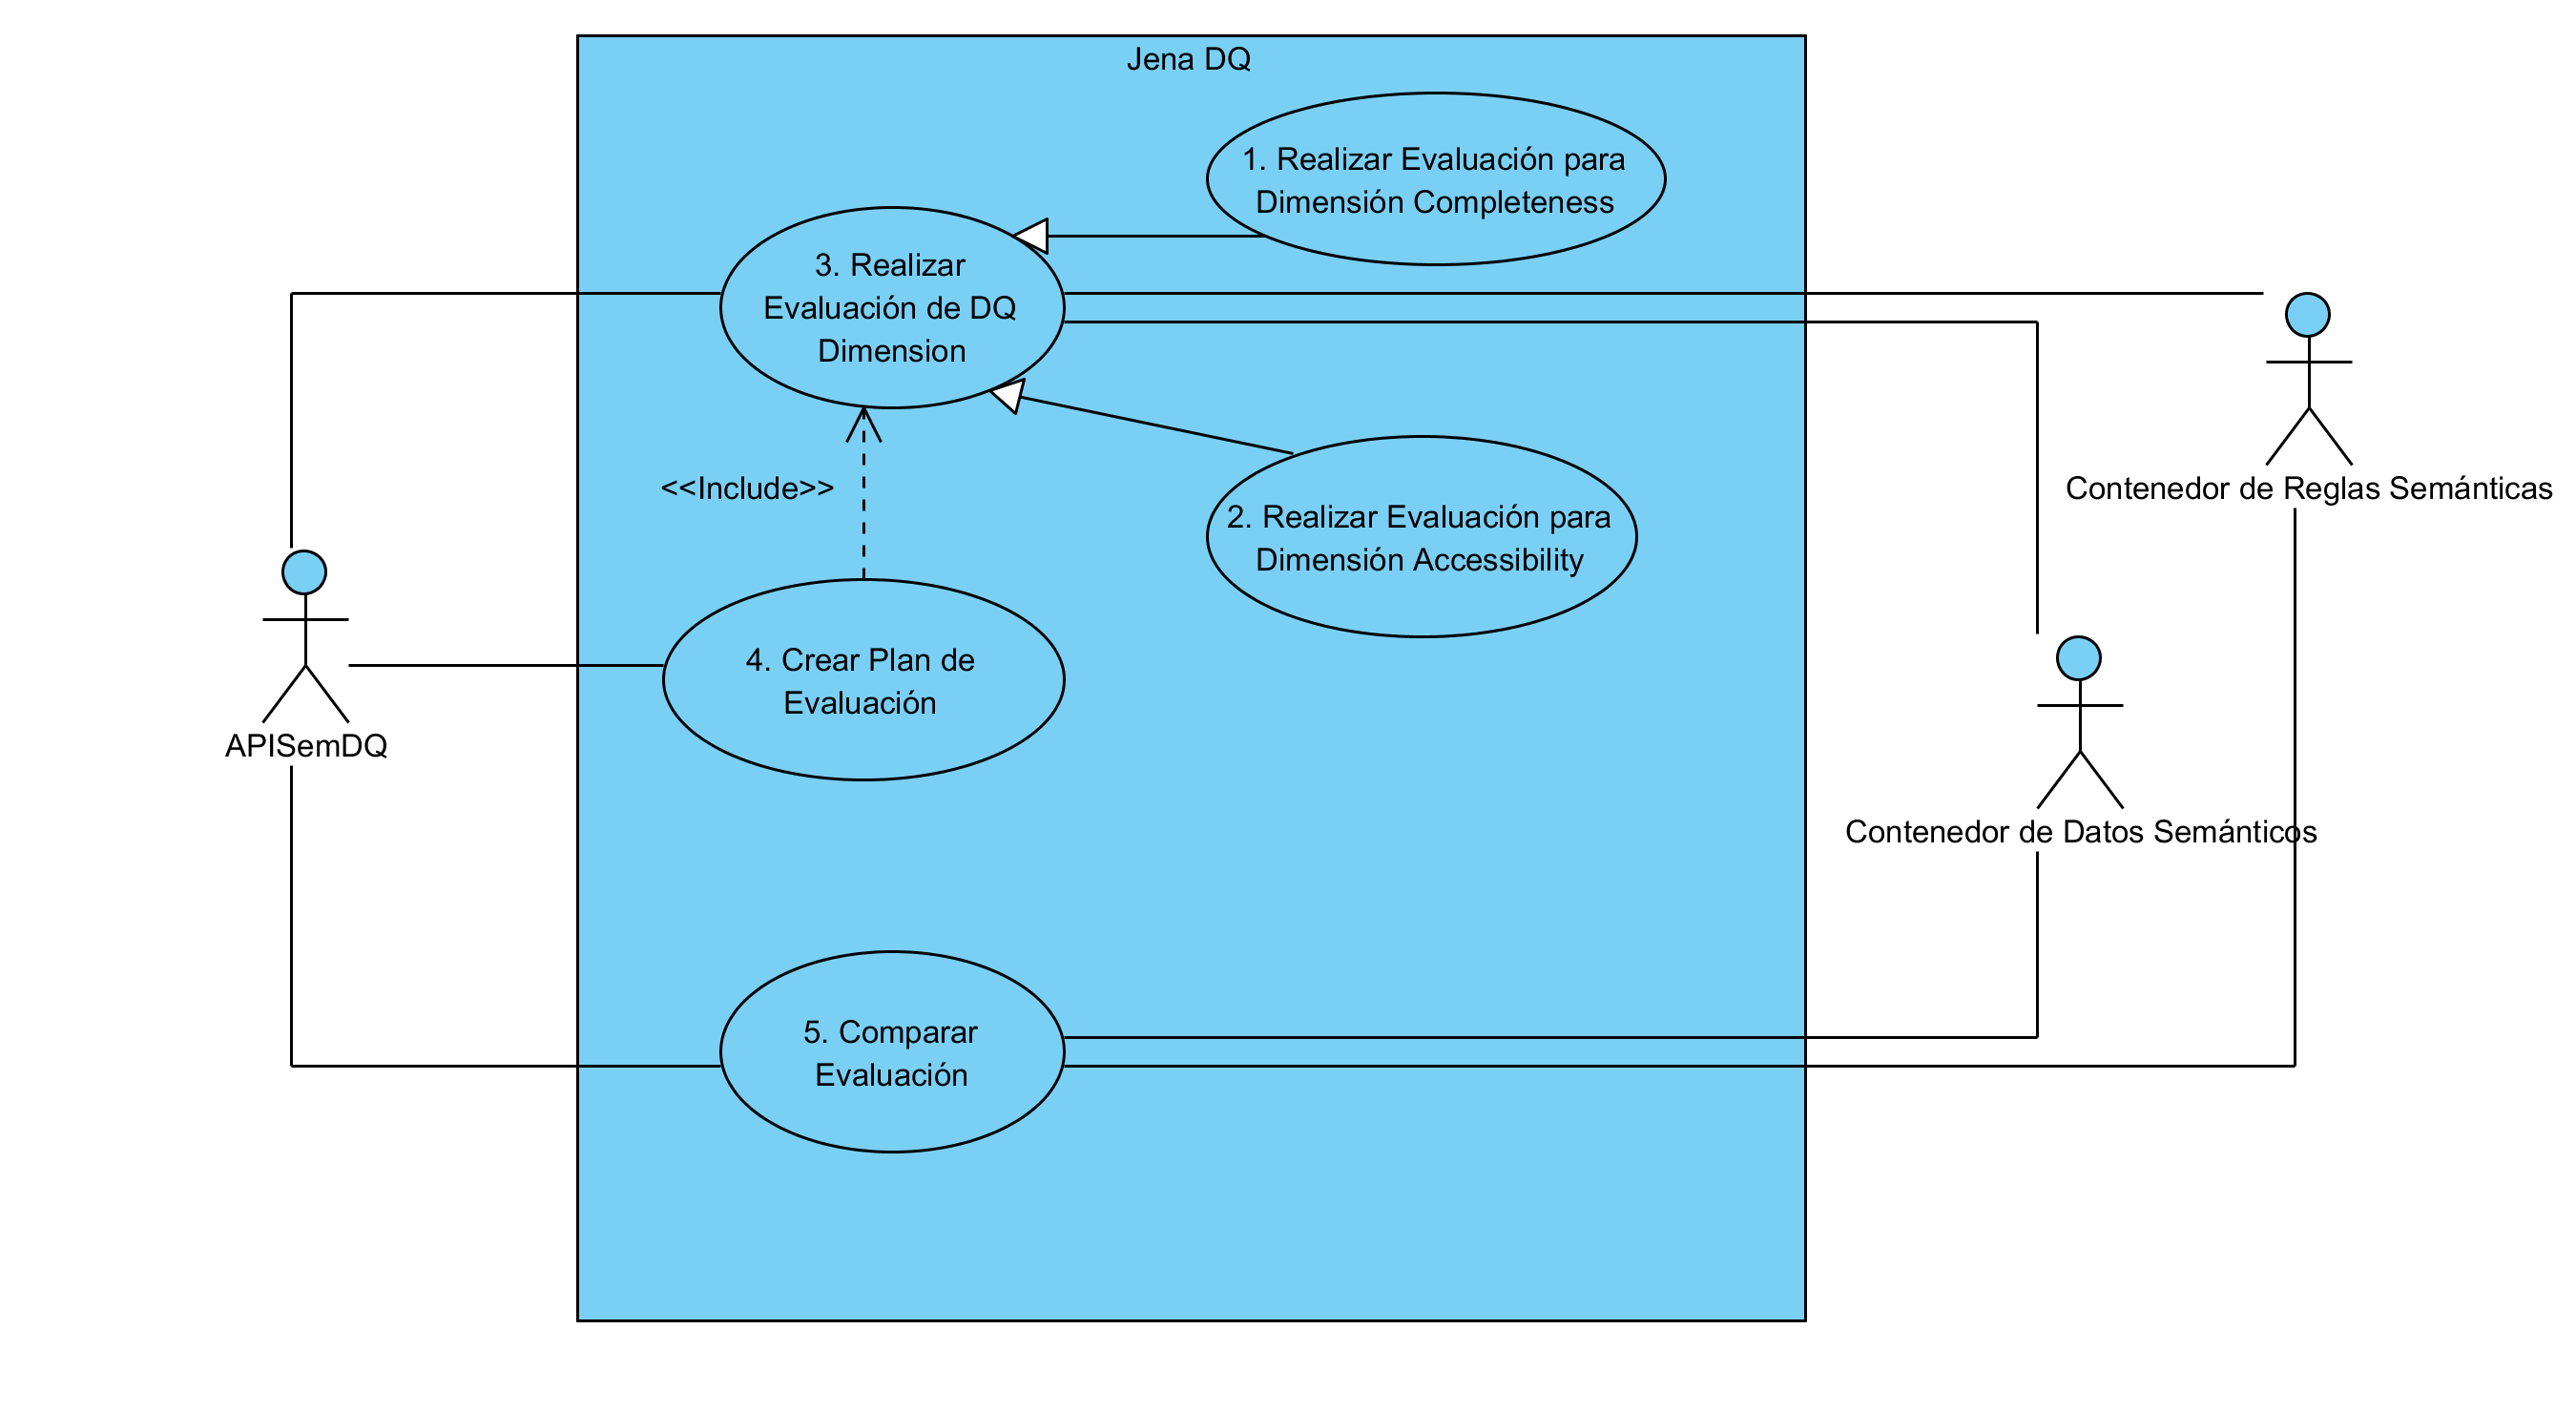 Jena DQ
1. Realizar Evaluación para
Dimensión Completeness
3. Realizar
Evaluación de DQ
Dimension
<<Include>>
2. Realizar Evaluación para
Dimensión Accessibility
Contenedor de Reglas Semánticas
4. Crear Plan de
Evaluación
APISemDQ
Contenedor de Datos Semánticos
5. Comparar
Evaluación